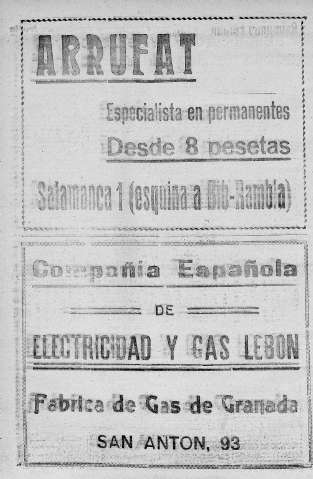 ARRUFAT
Especialista en permanentes
Desde 8 pesetas
Salamanca 1 (esquina a Bib-Rambla)
Compañía Española
DE
ELECTRICIDAD Y GAS LEBON
Fabrica de Gas de Granada
SAN ANTON, 93